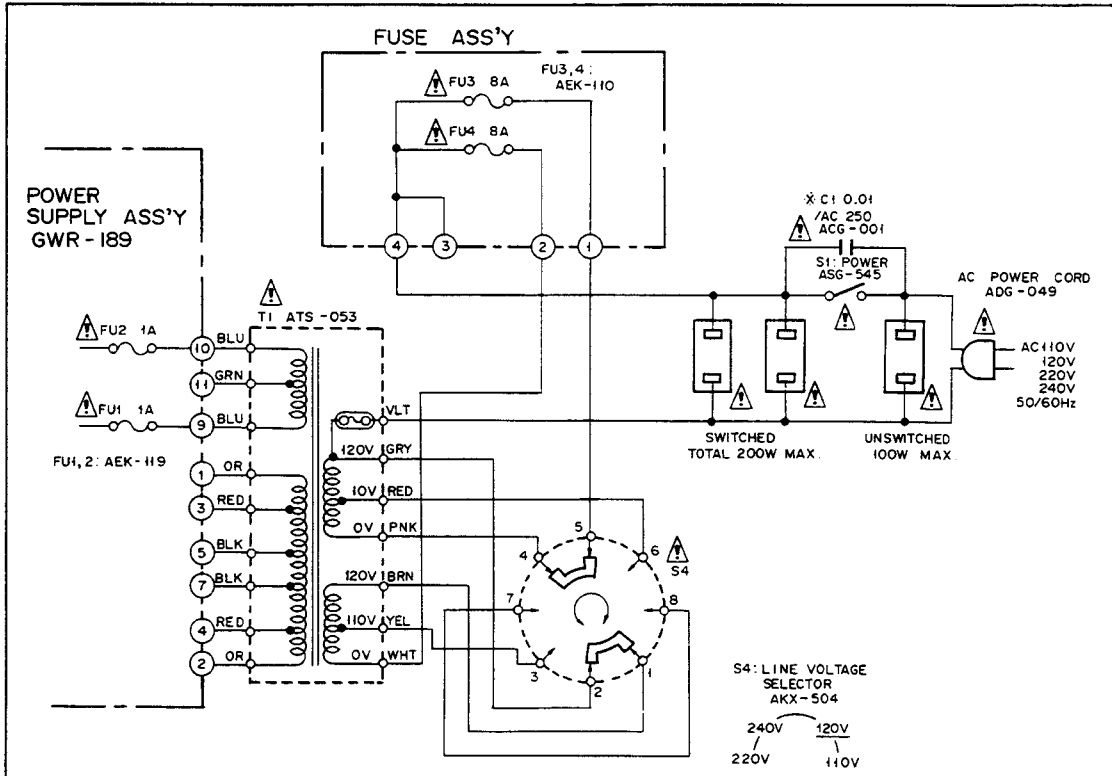 FUSE ASS'Y
FU3 8A
FU3,4:
AEK-110
FU4 8A
4
3
2
1
POWER
SUPPLY ASS'Y
GWR-189
※ C1 0.01
/AC 250
ACG-001
S1: POWER
ASG-545
AC POWER CORD
ADG-049
AC110V
120V
220V
240V
50/60Hz
SWITCHED
TOTAL 200W MAX.
UNSWITCHED
100W MAX.
T1 ATS-053
FU2 1A
10 BLU
11 GRN
FU1 1A
9 BLU
FU1,2: AEK-119
1 OR
3 RED
5 BLK
7 BLK
4 RED
2 OR
VLT
120V GRY
10V RED
0V PNK
120V BRN
110V YEL
0V WHT
5
4
6
S4
7
8
3
2
1
S4: LINE VOLTAGE
SELECTOR
AKX-504
240V 120V
220V 110V